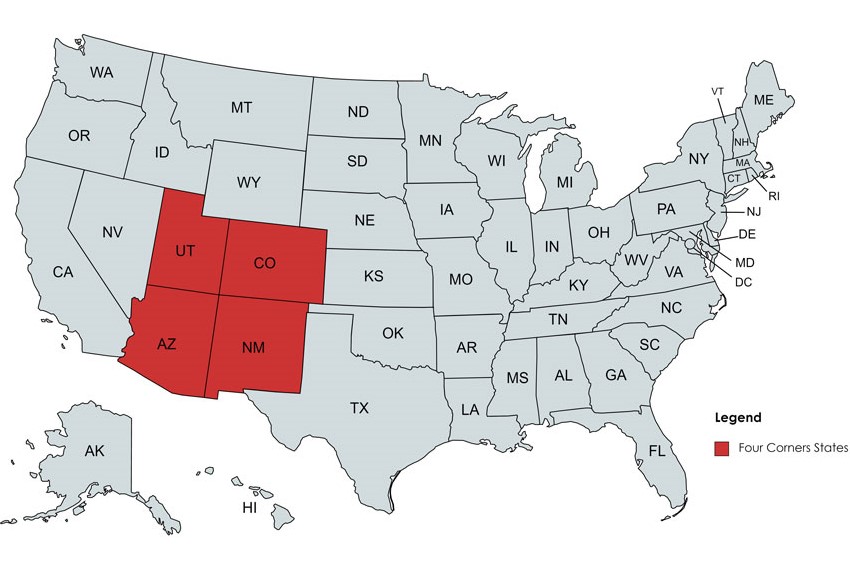 WA
MT
ND
MN
VT
ME
OR
ID
SD
WI
NY
NH
MA
WY
MI
CT
RI
NV
NE
IA
PA
NJ
UT
CO
IL
IN
OH
DE
CA
KS
MO
WV
VA
MD
KY
DC
AZ
NM
OK
AR
TN
NC
SC
MS
AL
GA
TX
LA
Legend
AK
FL
Four Corners States
HI